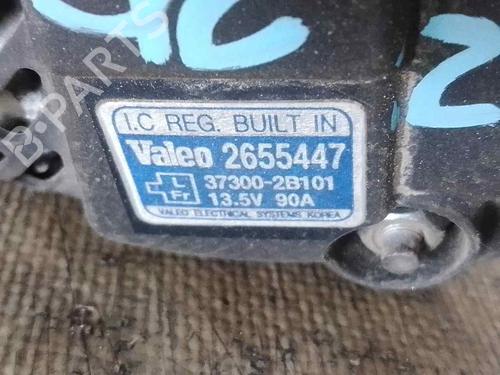 B-PARTS
I.C REG. BUILT IN
Valeo 2655447
L
Fr
37300-2B101
13.5V 90A
VALEO ELECTRICAL SYSTEMS KOREA